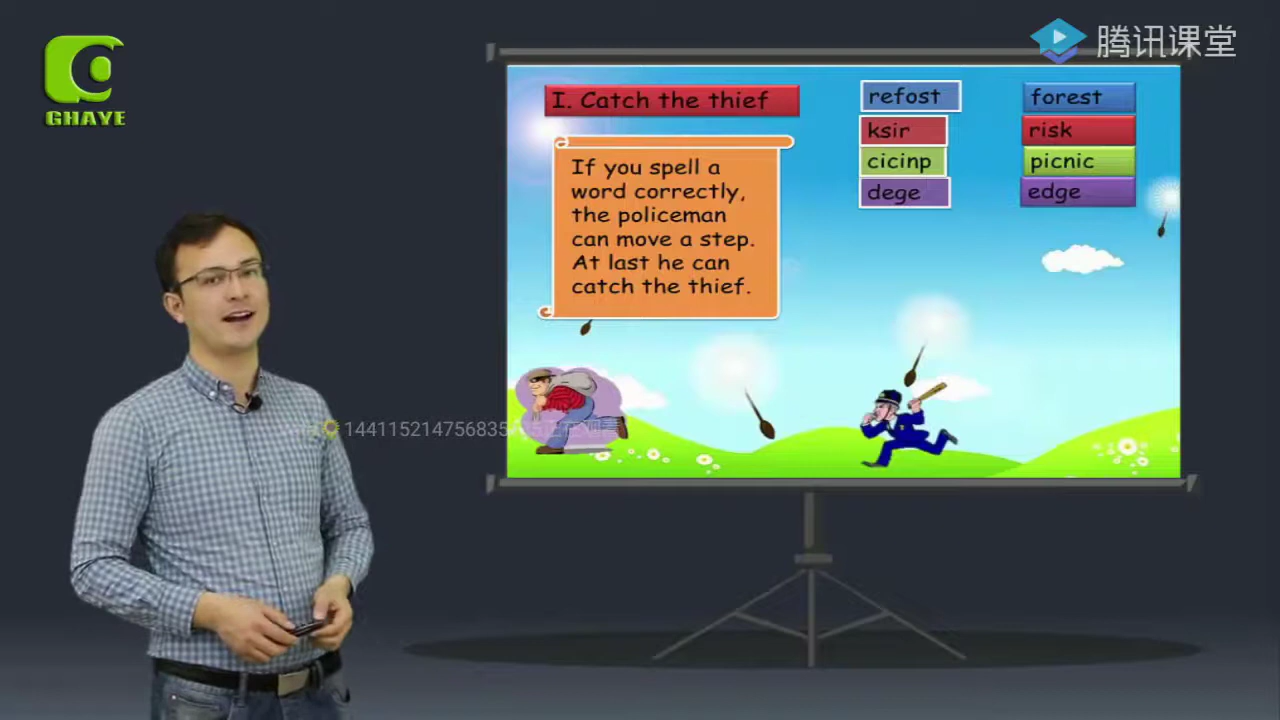 GHAYE
腾讯课堂
I. Catch the thief
If you spell a
word correctly,
the policeman
can move a step.
At last he can
catch the thief.
refost
ksir
cicinp
dege
forest
risk
picnic
edge